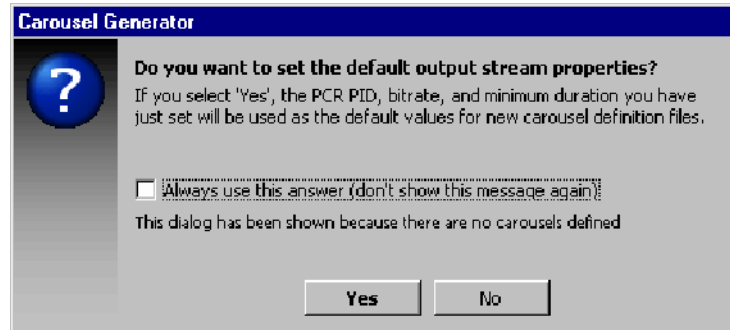 Carousel Generator
?
Do you want to set the default output stream properties?
If you select 'Yes', the PCR PID, bitrate, and minimum duration you have
just set will be used as the default values for new carousel definition files.
Always use this answer (don't show this message again)
This dialog has been shown because there are no carousels defined
Yes
No